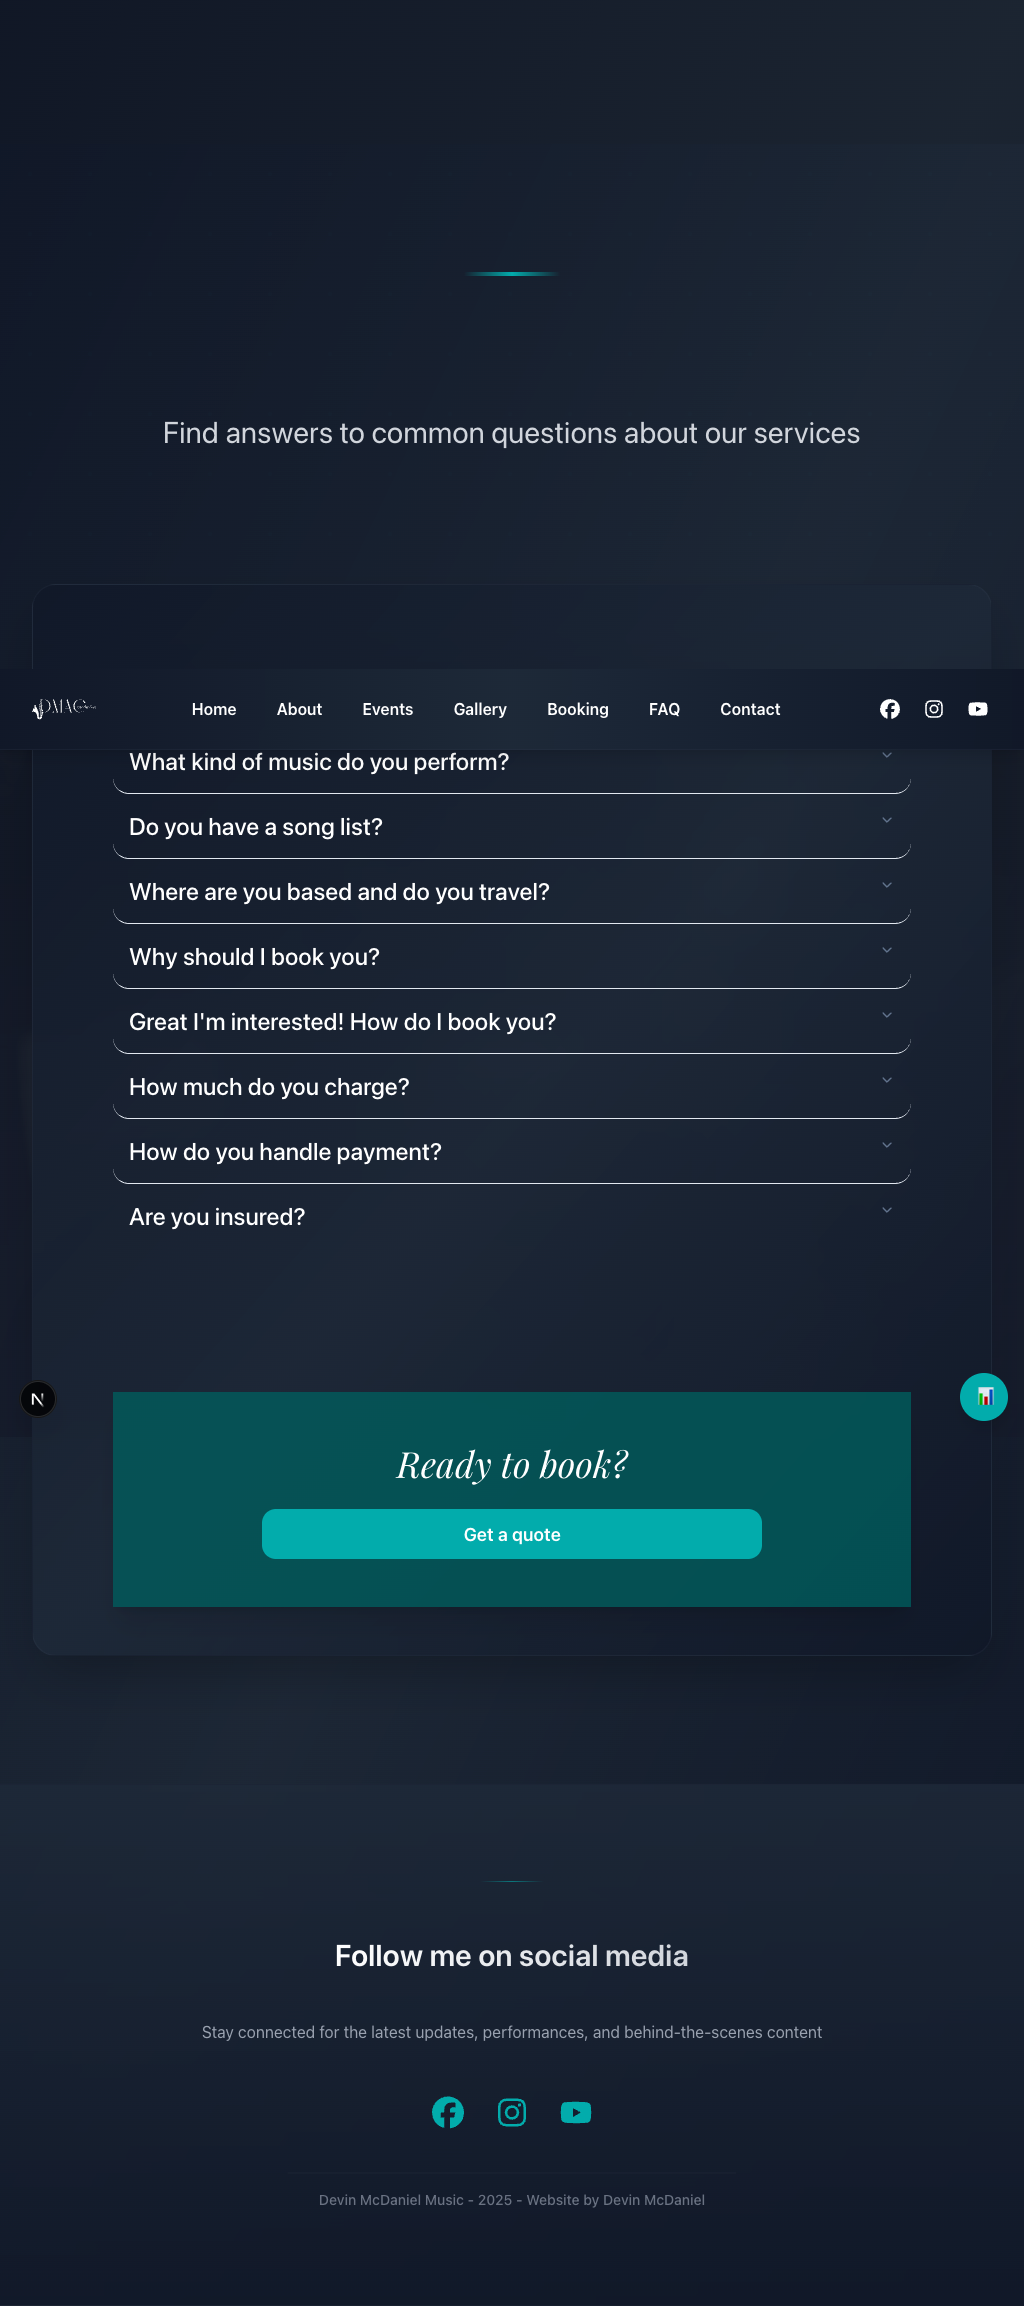 Find answers to common questions about our services
DMAC
Home About Events Gallery Booking FAQ Contact
What kind of music do you perform?
Do you have a song list?
Where are you based and do you travel?
Why should I book you?
Great I'm interested! How do I book you?
How much do you charge?
How do you handle payment?
Are you insured?
N
Ready to book?
Get a quote
Follow me on social media
Stay connected for the latest updates, performances, and behind-the-scenes content
Devin McDaniel Music - 2025 - Website by Devin McDaniel